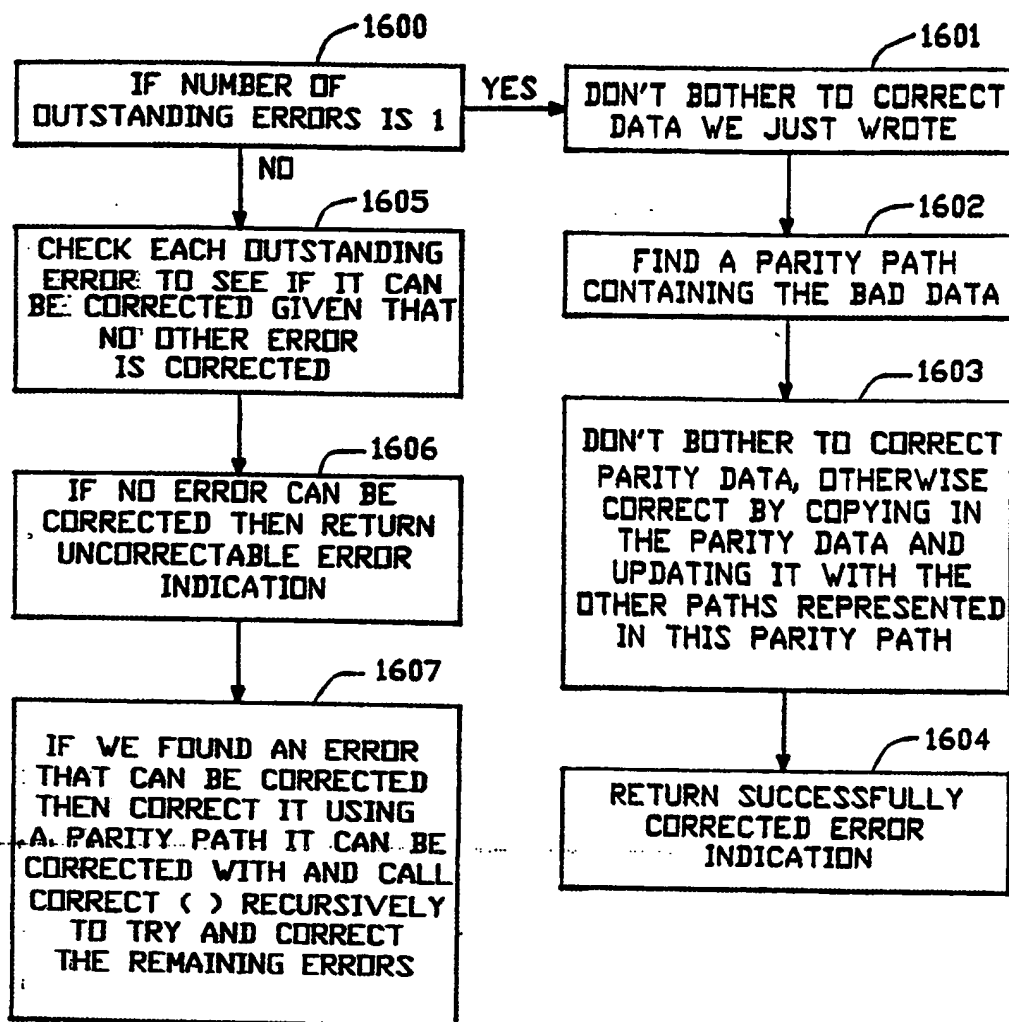 1600
IF NUMBER OF
OUTSTANDING ERRORS IS 1
YES
NO
1601
DON'T BOTHER TO CORRECT
DATA WE JUST WROTE
1602
FIND A PARITY PATH
CONTAINING THE BAD DATA
1603
DON'T BOTHER TO CORRECT
PARITY DATA, OTHERWISE
CORRECT BY COPYING IN
THE PARITY DATA AND
UPDATING IT WITH THE
OTHER PATHS REPRESENTED
IN THIS PARITY PATH
1604
RETURN SUCCESSFULLY
CORRECTED ERROR
INDICATION
1605
CHECK EACH OUTSTANDING
ERROR TO SEE IF IT CAN
BE CORRECTED GIVEN THAT
NO OTHER ERROR
IS CORRECTED
1606
IF NO ERROR CAN BE
CORRECTED THEN RETURN
UNCORRECTABLE ERROR
INDICATION
1607
IF WE FOUND AN ERROR
THAT CAN BE CORRECTED
THEN CORRECT IT USING
A PARITY PATH IT CAN BE
CORRECTED WITH AND CALL
CORRECT ( ) RECURSIVELY
TO TRY AND CORRECT
THE REMAINING ERRORS